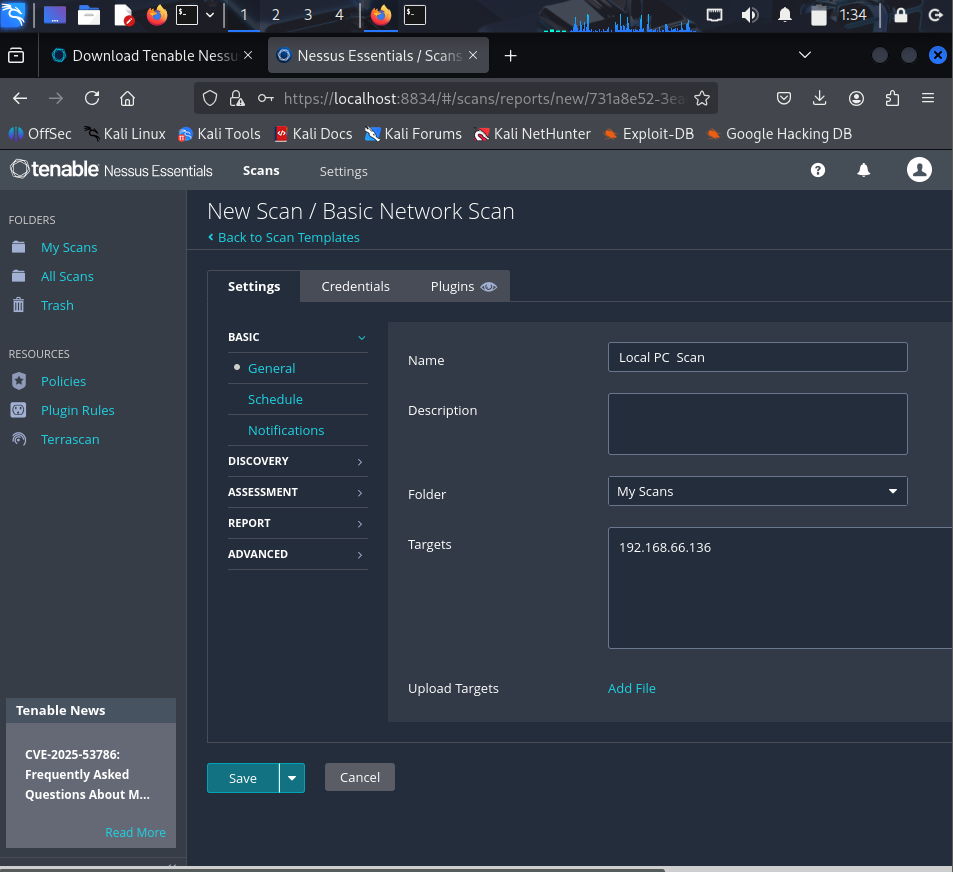 1 2 3 4 1:34
Download Tenable Nessu Nessus Essentials / Scans
https://localhost:8834/#/scans/reports/new/731a8e52-3ea
OffSec Kali Linux Kali Tools Kali Docs Kali Forums Kali NetHunter Exploit-DB Google Hacking DB
tenable Nessus Essentials Scans Settings
FOLDERS
My Scans
All Scans
Trash
RESOURCES
Policies
Plugin Rules
Terrascan
Tenable News
CVE-2025-53786:
Frequently Asked
Questions About M...
Read More
New Scan / Basic Network Scan
Back to Scan Templates
Settings Credentials Plugins
BASIC
General
Schedule
Notifications
DISCOVERY
ASSESSMENT
REPORT
ADVANCED
Name Local PC  Scan
Description
Folder My Scans
Targets 192.168.66.136
Upload Targets Add File
Save Cancel